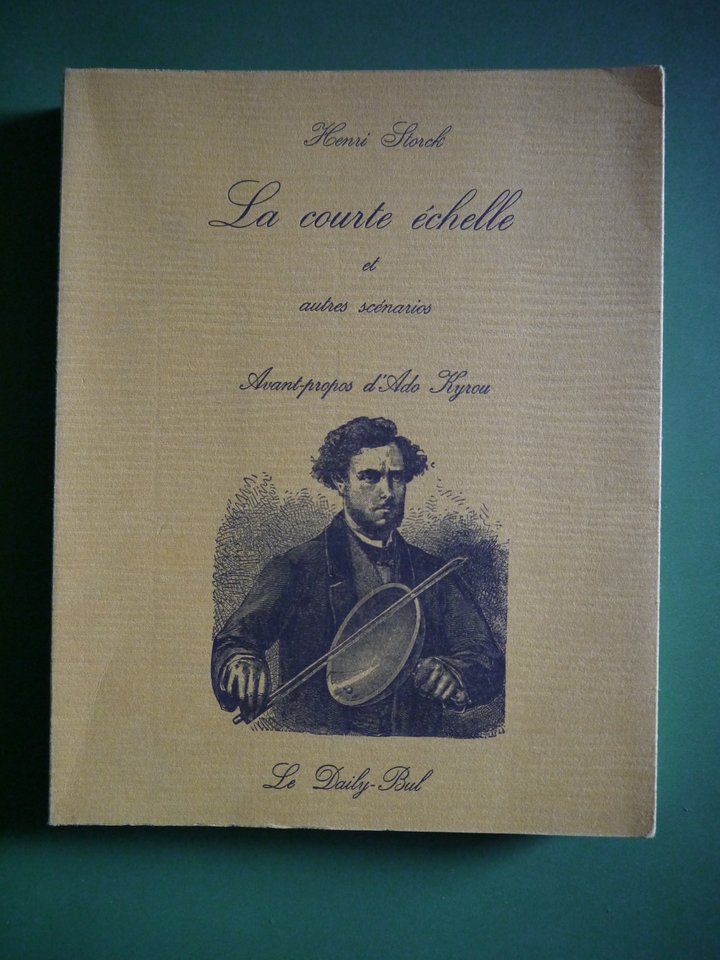 Henri Storck
La courte échelle
et
autres scénarios
Avant-propos d'Ado Kyrou
Le Daily-Bul